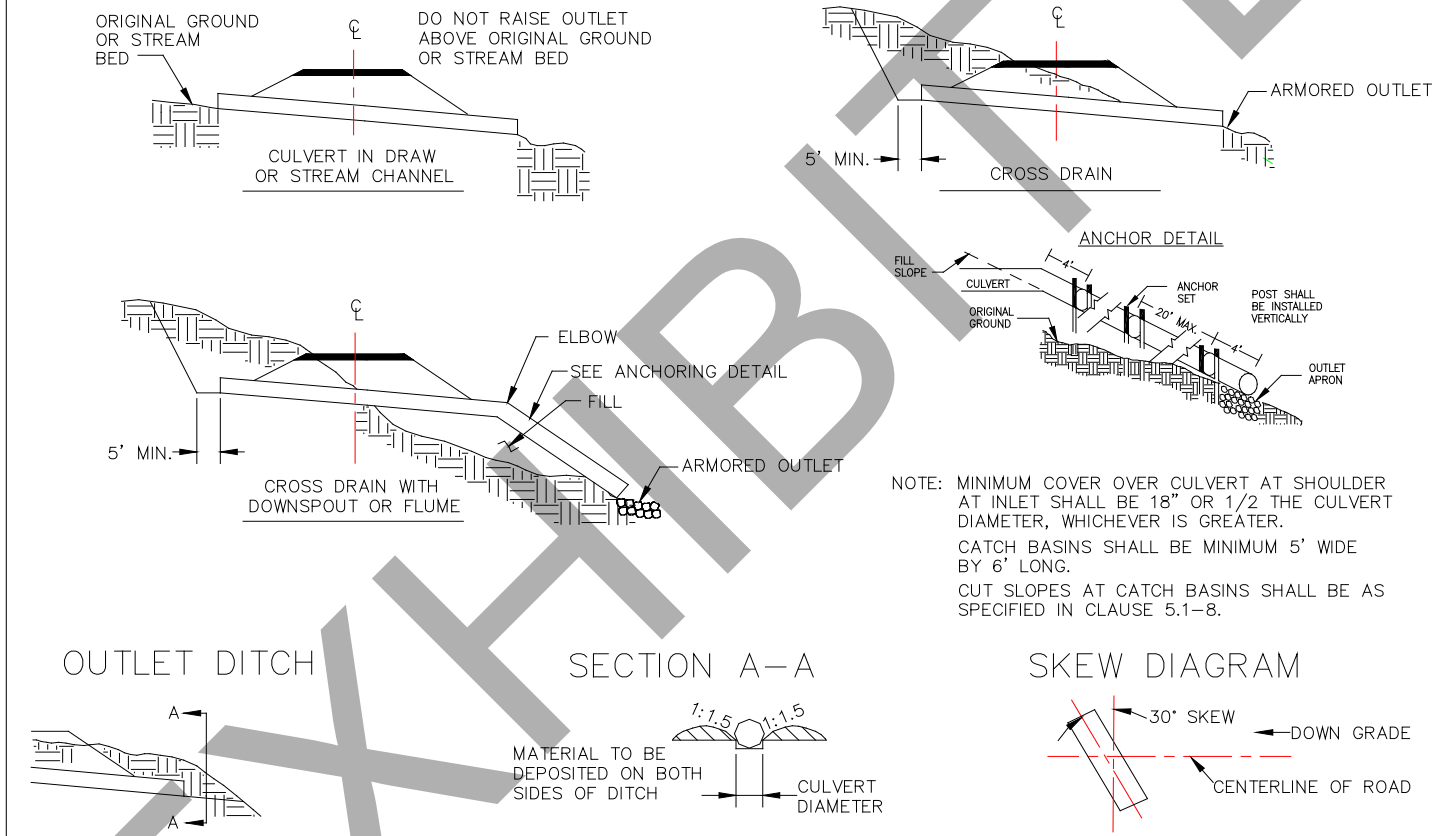 ORIGINAL GROUND
OR STREAM
BED
℄
DO NOT RAISE OUTLET
ABOVE ORIGINAL GROUND
OR STREAM BED
CULVERT IN DRAW
OR STREAM CHANNEL
℄
ARMORED OUTLET
5' MIN.
CROSS DRAIN
ANCHOR DETAIL
FILL
SLOPE
4'
CULVERT
ANCHOR
SET
POST SHALL
BE INSTALLED
VERTICALLY
20' MAX.
ORIGINAL
GROUND
4'
OUTLET
APRON
℄
ELBOW
SEE ANCHORING DETAIL
FILL
5' MIN.
ARMORED OUTLET
CROSS DRAIN WITH
DOWNSPOUT OR FLUME
NOTE: MINIMUM COVER OVER CULVERT AT SHOULDER
AT INLET SHALL BE 18" OR 1/2 THE CULVERT
DIAMETER, WHICHEVER IS GREATER.
CATCH BASINS SHALL BE MINIMUM 5' WIDE
BY 6' LONG.
CUT SLOPES AT CATCH BASINS SHALL BE AS
SPECIFIED IN CLAUSE 5.1-8.
OUTLET DITCH
A
A
SECTION A-A
1:1.5 1:1.5
MATERIAL TO BE
DEPOSITED ON BOTH
SIDES OF DITCH
CULVERT
DIAMETER
SKEW DIAGRAM
30° SKEW
DOWN GRADE
CENTERLINE OF ROAD
EXHIBIT E